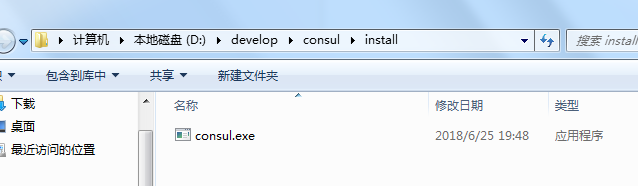 计算机 本地磁盘 (D:) develop consul install 搜索 install
包含到库中 共享 新建文件夹
下载
桌面
最近访问的位置
名称 修改日期 类型
consul.exe 2018/6/25 19:48 应用程序